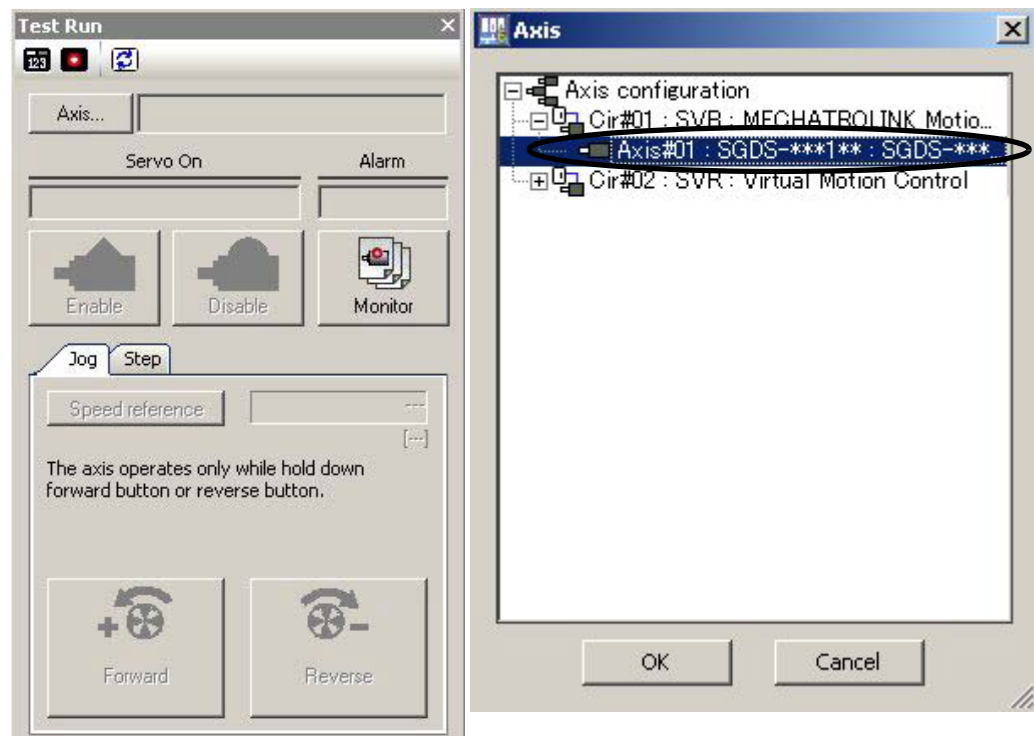 Test Run
123
Axis...
Servo On Alarm
Enable Disable Monitor
Jog Step
Speed reference ---
[---]
The axis operates only while hold down
forward button or reverse button.
Forward Reverse
Axis
Axis configuration
Cir#01 : SVB : MECHATROLINK Motio...
Axis#01 : SGDS-***1** : SGDS-***...
Cir#02 : SVR : Virtual Motion Control
OK Cancel